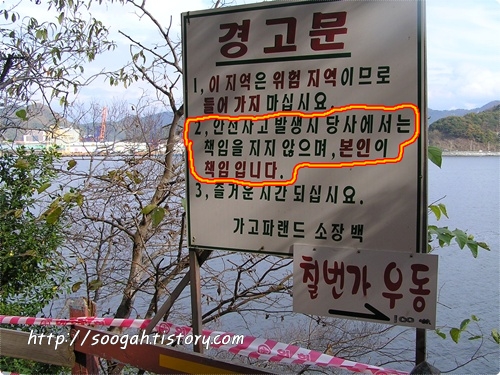 경고문
1, 이 지역은 위험 지역이므로
들어 가지 마십시요.
2, 안전사고 발생시 당사에서는
책임을 지지 않으며, 본인이
책임 입니다.
3, 즐거운 시간 되십시요.
가고파랜드 소장 백
칠번가 우동
http://soogahtistory.com